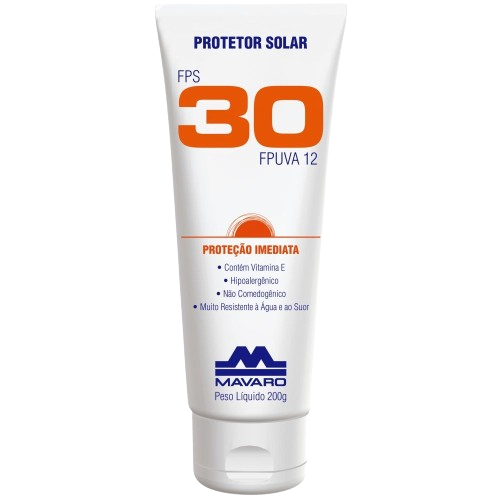 PROTETOR SOLAR
FPS
30
FPUVA 12
PROTEÇÃO IMEDIATA
• Contém Vitamina E
• Hipoalergênico
• Não Comedogênico
• Muito Resistente à Água e ao Suor
MAVARO
Peso Líquido 200g